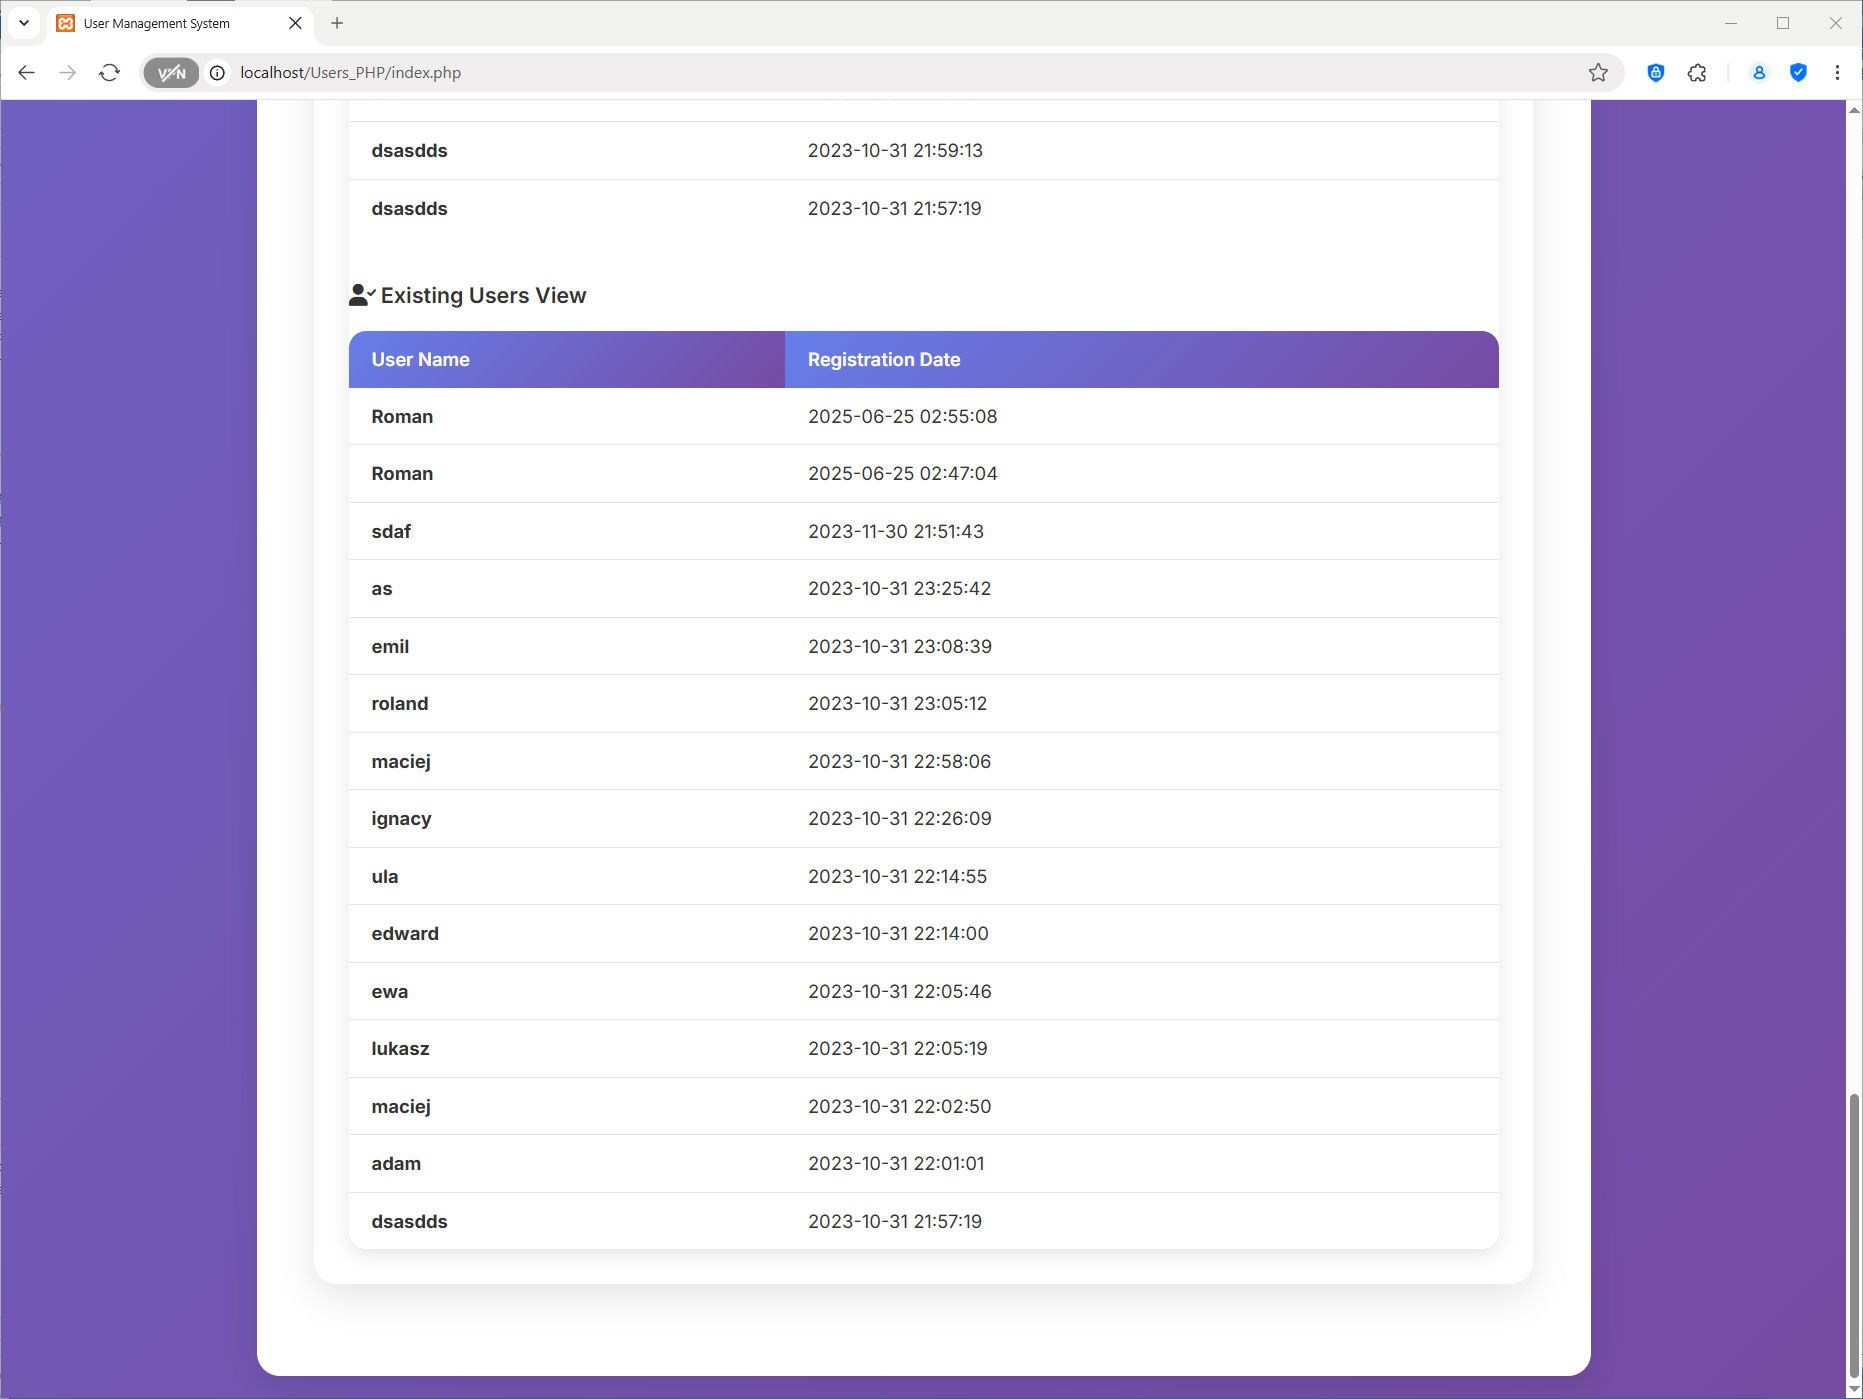 User Management System
VPN
localhost/Users_PHP/index.php
dsasdds 2023-10-31 21:59:13
dsasdds 2023-10-31 21:57:19
Existing Users View
User Name Registration Date
Roman 2025-06-25 02:55:08
Roman 2025-06-25 02:47:04
sdaf 2023-11-30 21:51:43
as 2023-10-31 23:25:42
emil 2023-10-31 23:08:39
roland 2023-10-31 23:05:12
maciej 2023-10-31 22:58:06
ignacy 2023-10-31 22:26:09
ula 2023-10-31 22:14:55
edward 2023-10-31 22:14:00
ewa 2023-10-31 22:05:46
lukasz 2023-10-31 22:05:19
maciej 2023-10-31 22:02:50
adam 2023-10-31 22:01:01
dsasdds 2023-10-31 21:57:19